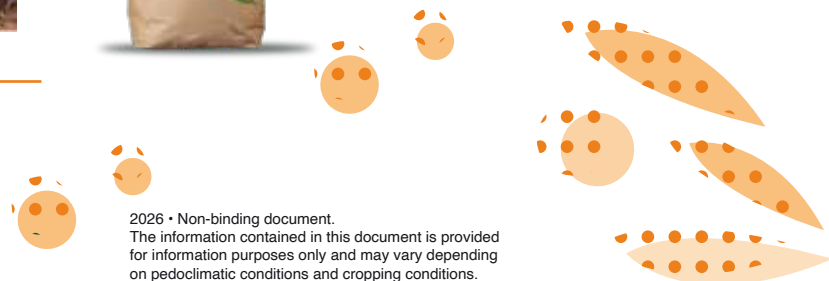 2026 • Non-binding document.
The information contained in this document is provided
for information purposes only and may vary depending
on pedoclimatic conditions and cropping conditions.